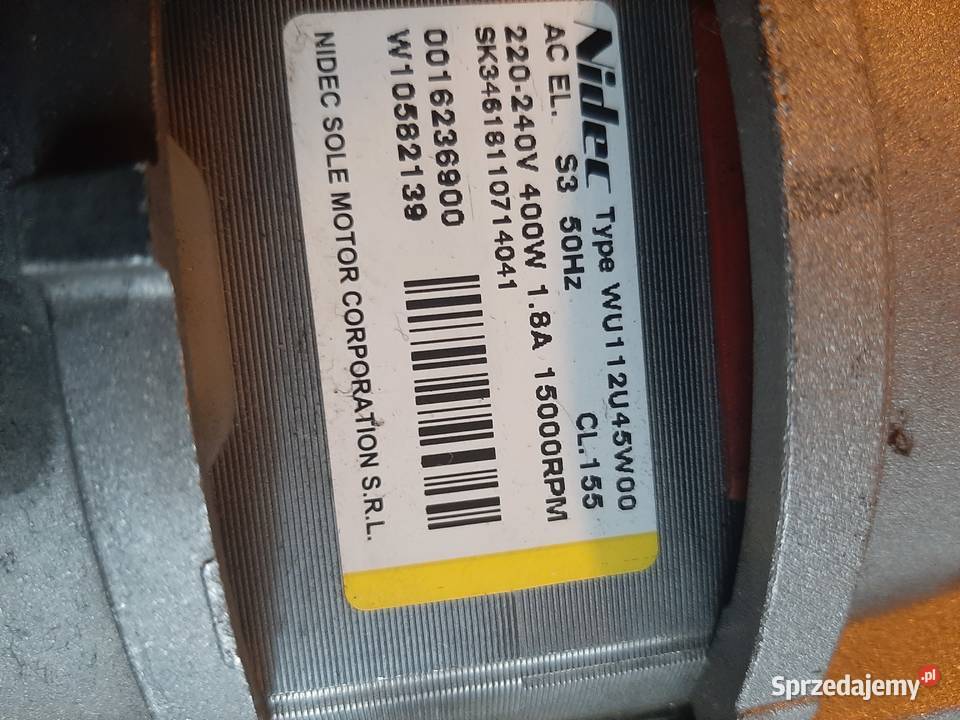 Nidec Type WU112U45W00
AC EL. S3 50Hz CL.155
220-240V 400W 1.8A 15000RPM
SK34618110714041
0016236900
W10582139
NIDEC SOLE MOTOR CORPORATION S.R.L.
Sprzedajemy.pl